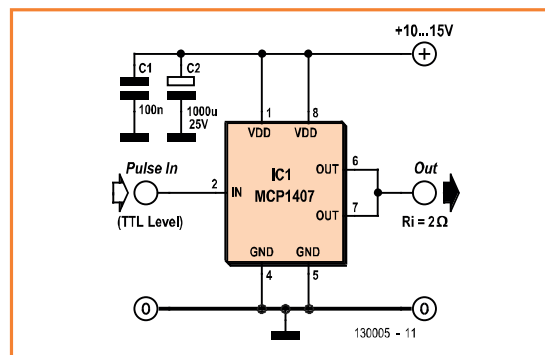 +10...15V
C1
C2
100n
1000u
25V
1
8
VDD
VDD
Pulse In
2
IN
(TTL Level)
IC1
MCP1407
OUT
6
OUT
7
Out
Ri = 2Ω
GND
GND
4
5
0
0
130005 - 11